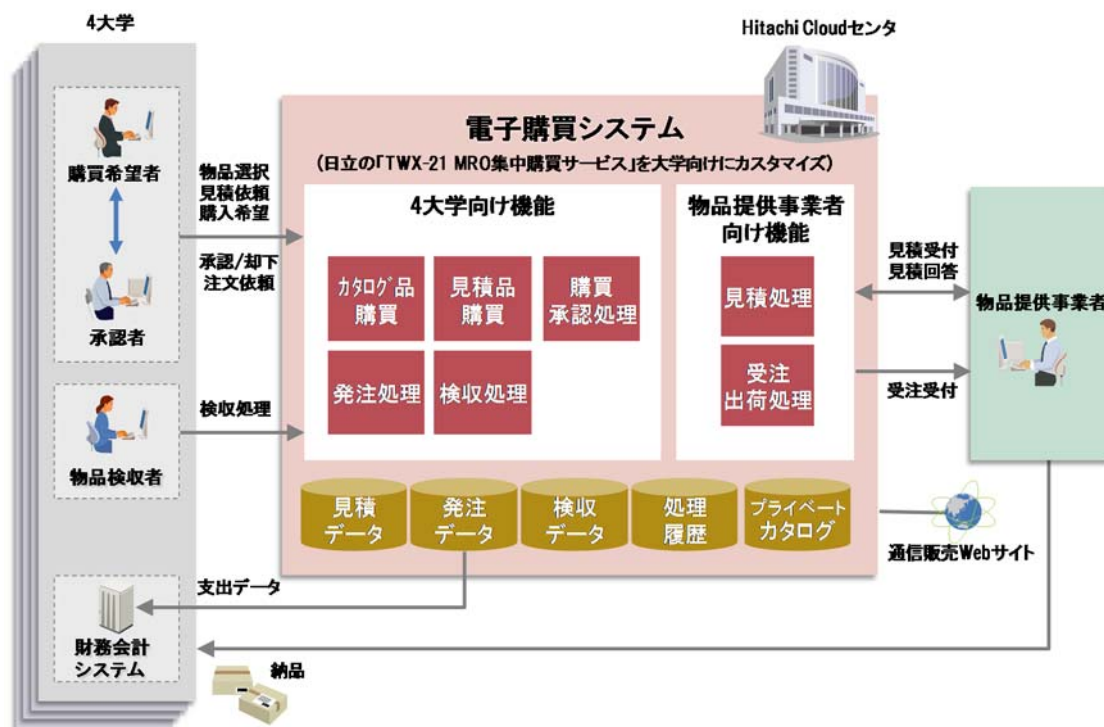 4大学
Hitachi Cloudセンタ
購買希望者
承認者
物品検収者
財務会計
システム
物品選択
見積依頼
購入希望
承認/却下
注文依頼
検収処理
支出データ
納品
電子購買システム
(日立の「TWX-21 MRO集中購買サービス」を大学向けにカスタマイズ)
4大学向け機能
カタログ品
購買
見積品
購買
購買
承認処理
発注処理
検収処理
物品提供事業者
向け機能
見積処理
受注
出荷処理
見積
データ
発注
データ
検収
データ
処理
履歴
プライベート
カタログ
見積受付
見積回答
受注受付
物品提供事業者
通信販売Webサイト